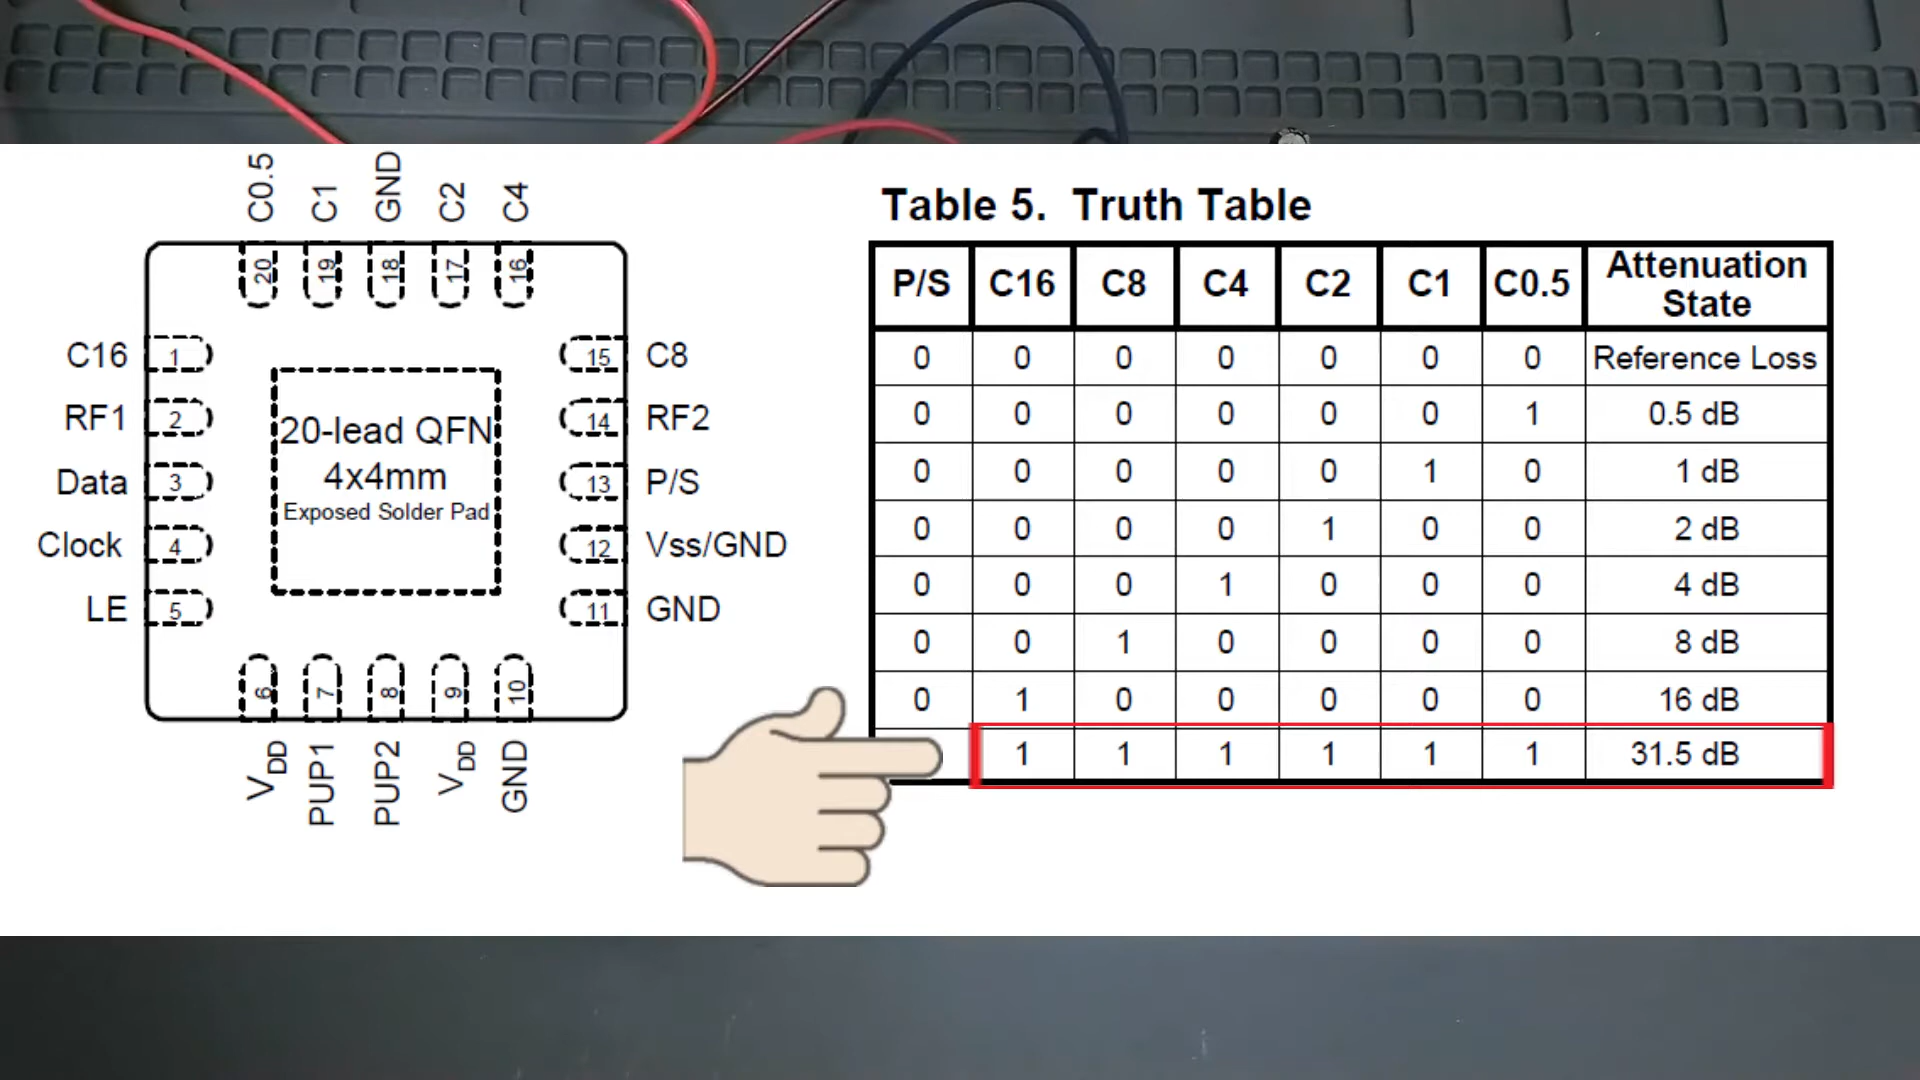 C0.5 C1 GND C2 C4
20 19 18 17 16
C16 1 15 C8
RF1 2 14 RF2
Data 3 13 P/S
Clock 4 12 Vss/GND
LE 5 11 GND
20-lead QFN
4x4mm
Exposed Solder Pad
6 7 8 9 10
VDD PUP1 PUP2 VDD GND
Table 5. Truth Table
P/S C16 C8 C4 C2 C1 C0.5 Attenuation State
0 0 0 0 0 0 0 Reference Loss
0 0 0 0 0 0 1 0.5 dB
0 0 0 0 0 1 0 1 dB
0 0 0 0 1 0 0 2 dB
0 0 0 1 0 0 0 4 dB
0 0 1 0 0 0 0 8 dB
0 1 0 0 0 0 0 16 dB
1 1 1 1 1 1 31.5 dB